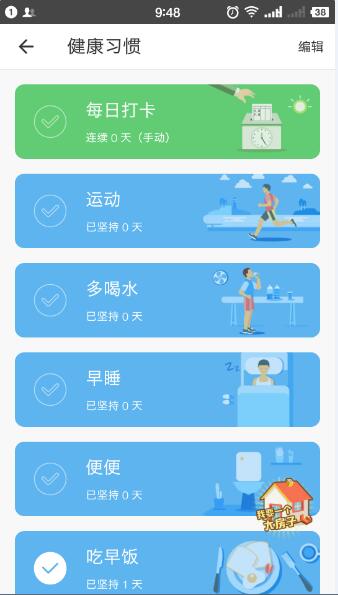 1
9:48
38
健康习惯
编辑
每日打卡
连续 0 天（手动）
运动
已坚持 0 天
多喝水
已坚持 0 天
早睡
已坚持 0 天
便便
已坚持 0 天
我要一个
大房子
吃早饭
已坚持 1 天